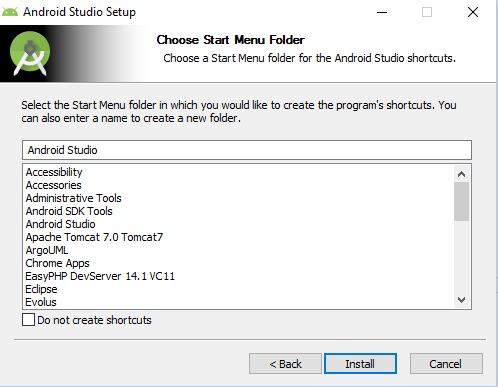 Android Studio Setup
Choose Start Menu Folder
Choose a Start Menu folder for the Android Studio shortcuts.
Select the Start Menu folder in which you would like to create the program's shortcuts. You
can also enter a name to create a new folder.
Android Studio
Accessibility
Accessories
Administrative Tools
Android SDK Tools
Android Studio
Apache Tomcat 7.0 Tomcat7
ArgoUML
Chrome Apps
EasyPHP DevServer 14.1 VC11
Eclipse
Evolus
Do not create shortcuts
< Back
Install
Cancel